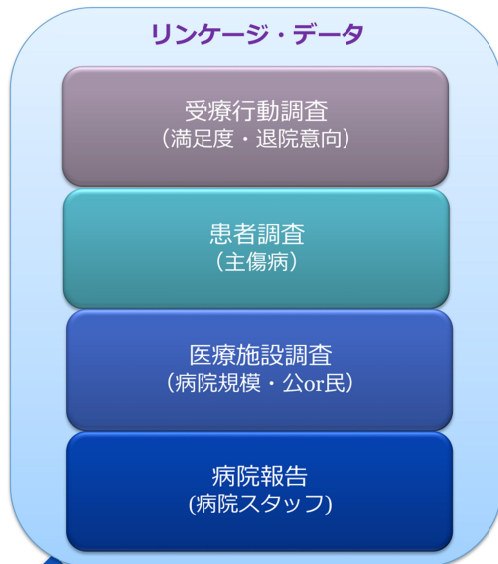 リンケージ・データ
受療行動調査
（満足度・退院意向）
患者調査
（主傷病）
医療施設調査
（病院規模・公or民）
病院報告
(病院スタッフ)